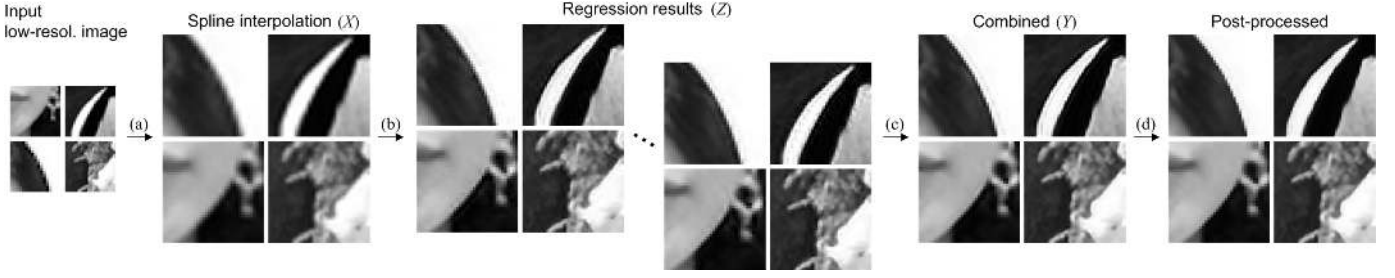 Input
low-resol. image
Spline interpolation (X)
Regression results (Z)
Combined (Y)
Post-processed
(a)
(b)
(c)
(d)